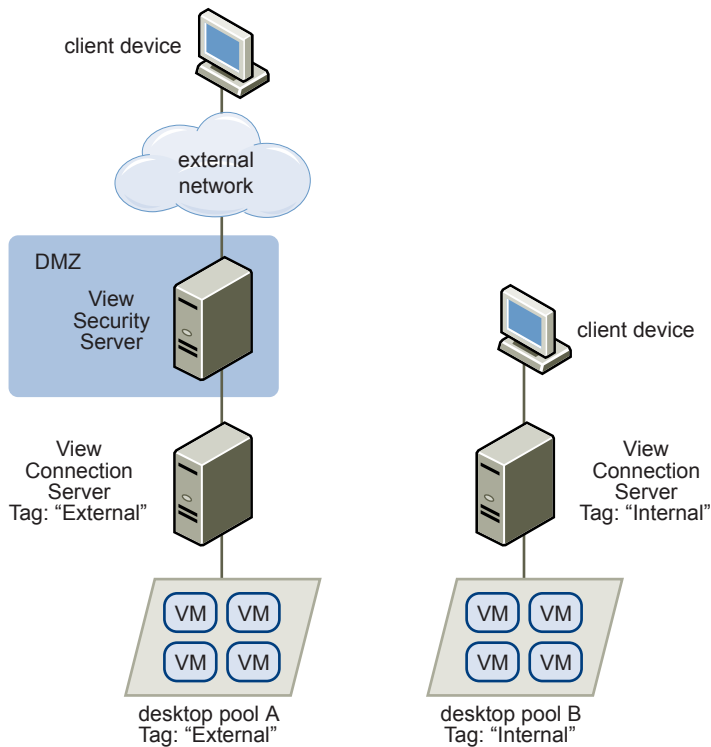 client device
external
network
DMZ
View
Security
Server
client device
View
Connection
Server
Tag: “External”
View
Connection
Server
Tag: “Internal”
VM VM
VM VM
VM VM
VM VM
desktop pool A
Tag: “External”
desktop pool B
Tag: “Internal”